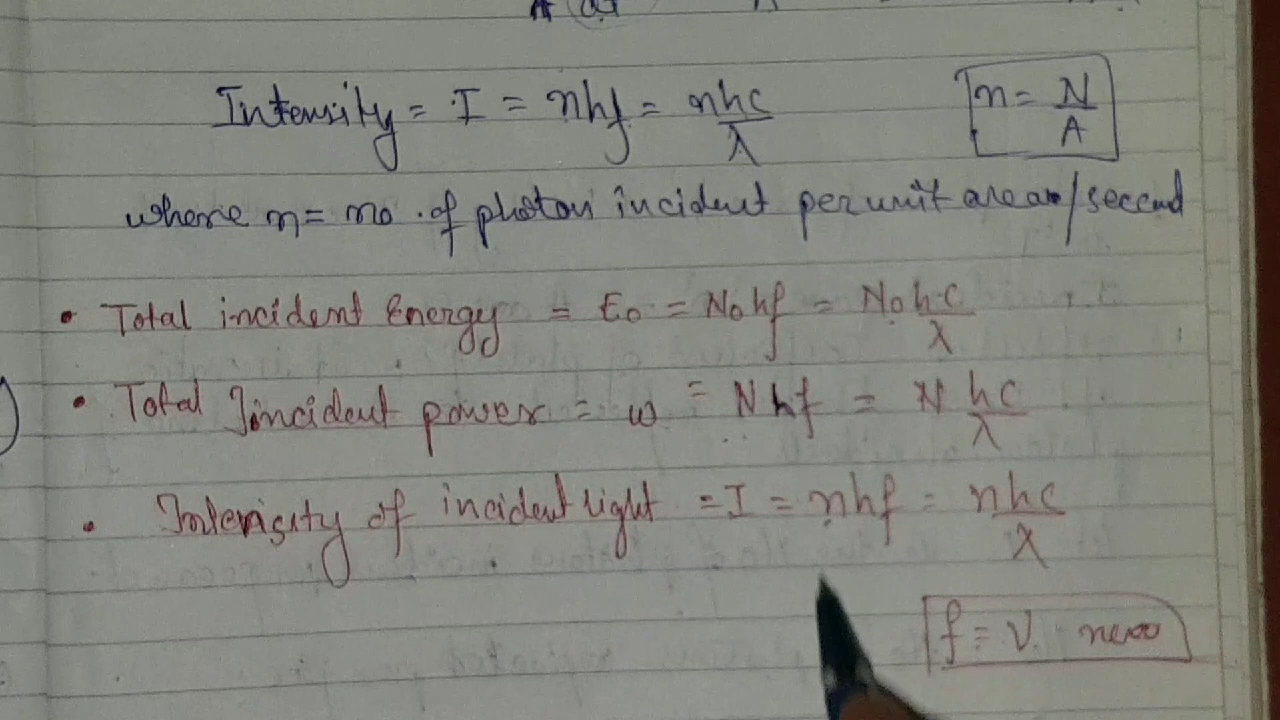 Intensity = I = nhf = nhc/λ n = N/A
where n = no. of photon incident per unit area/second
• Total incident Energy = E₀ = N₀hf = N₀hc/λ
• Total Incident power = w = Nhf = N hc/λ
• Intensity of incident light = I = nhf = nhc/λ
f = ν